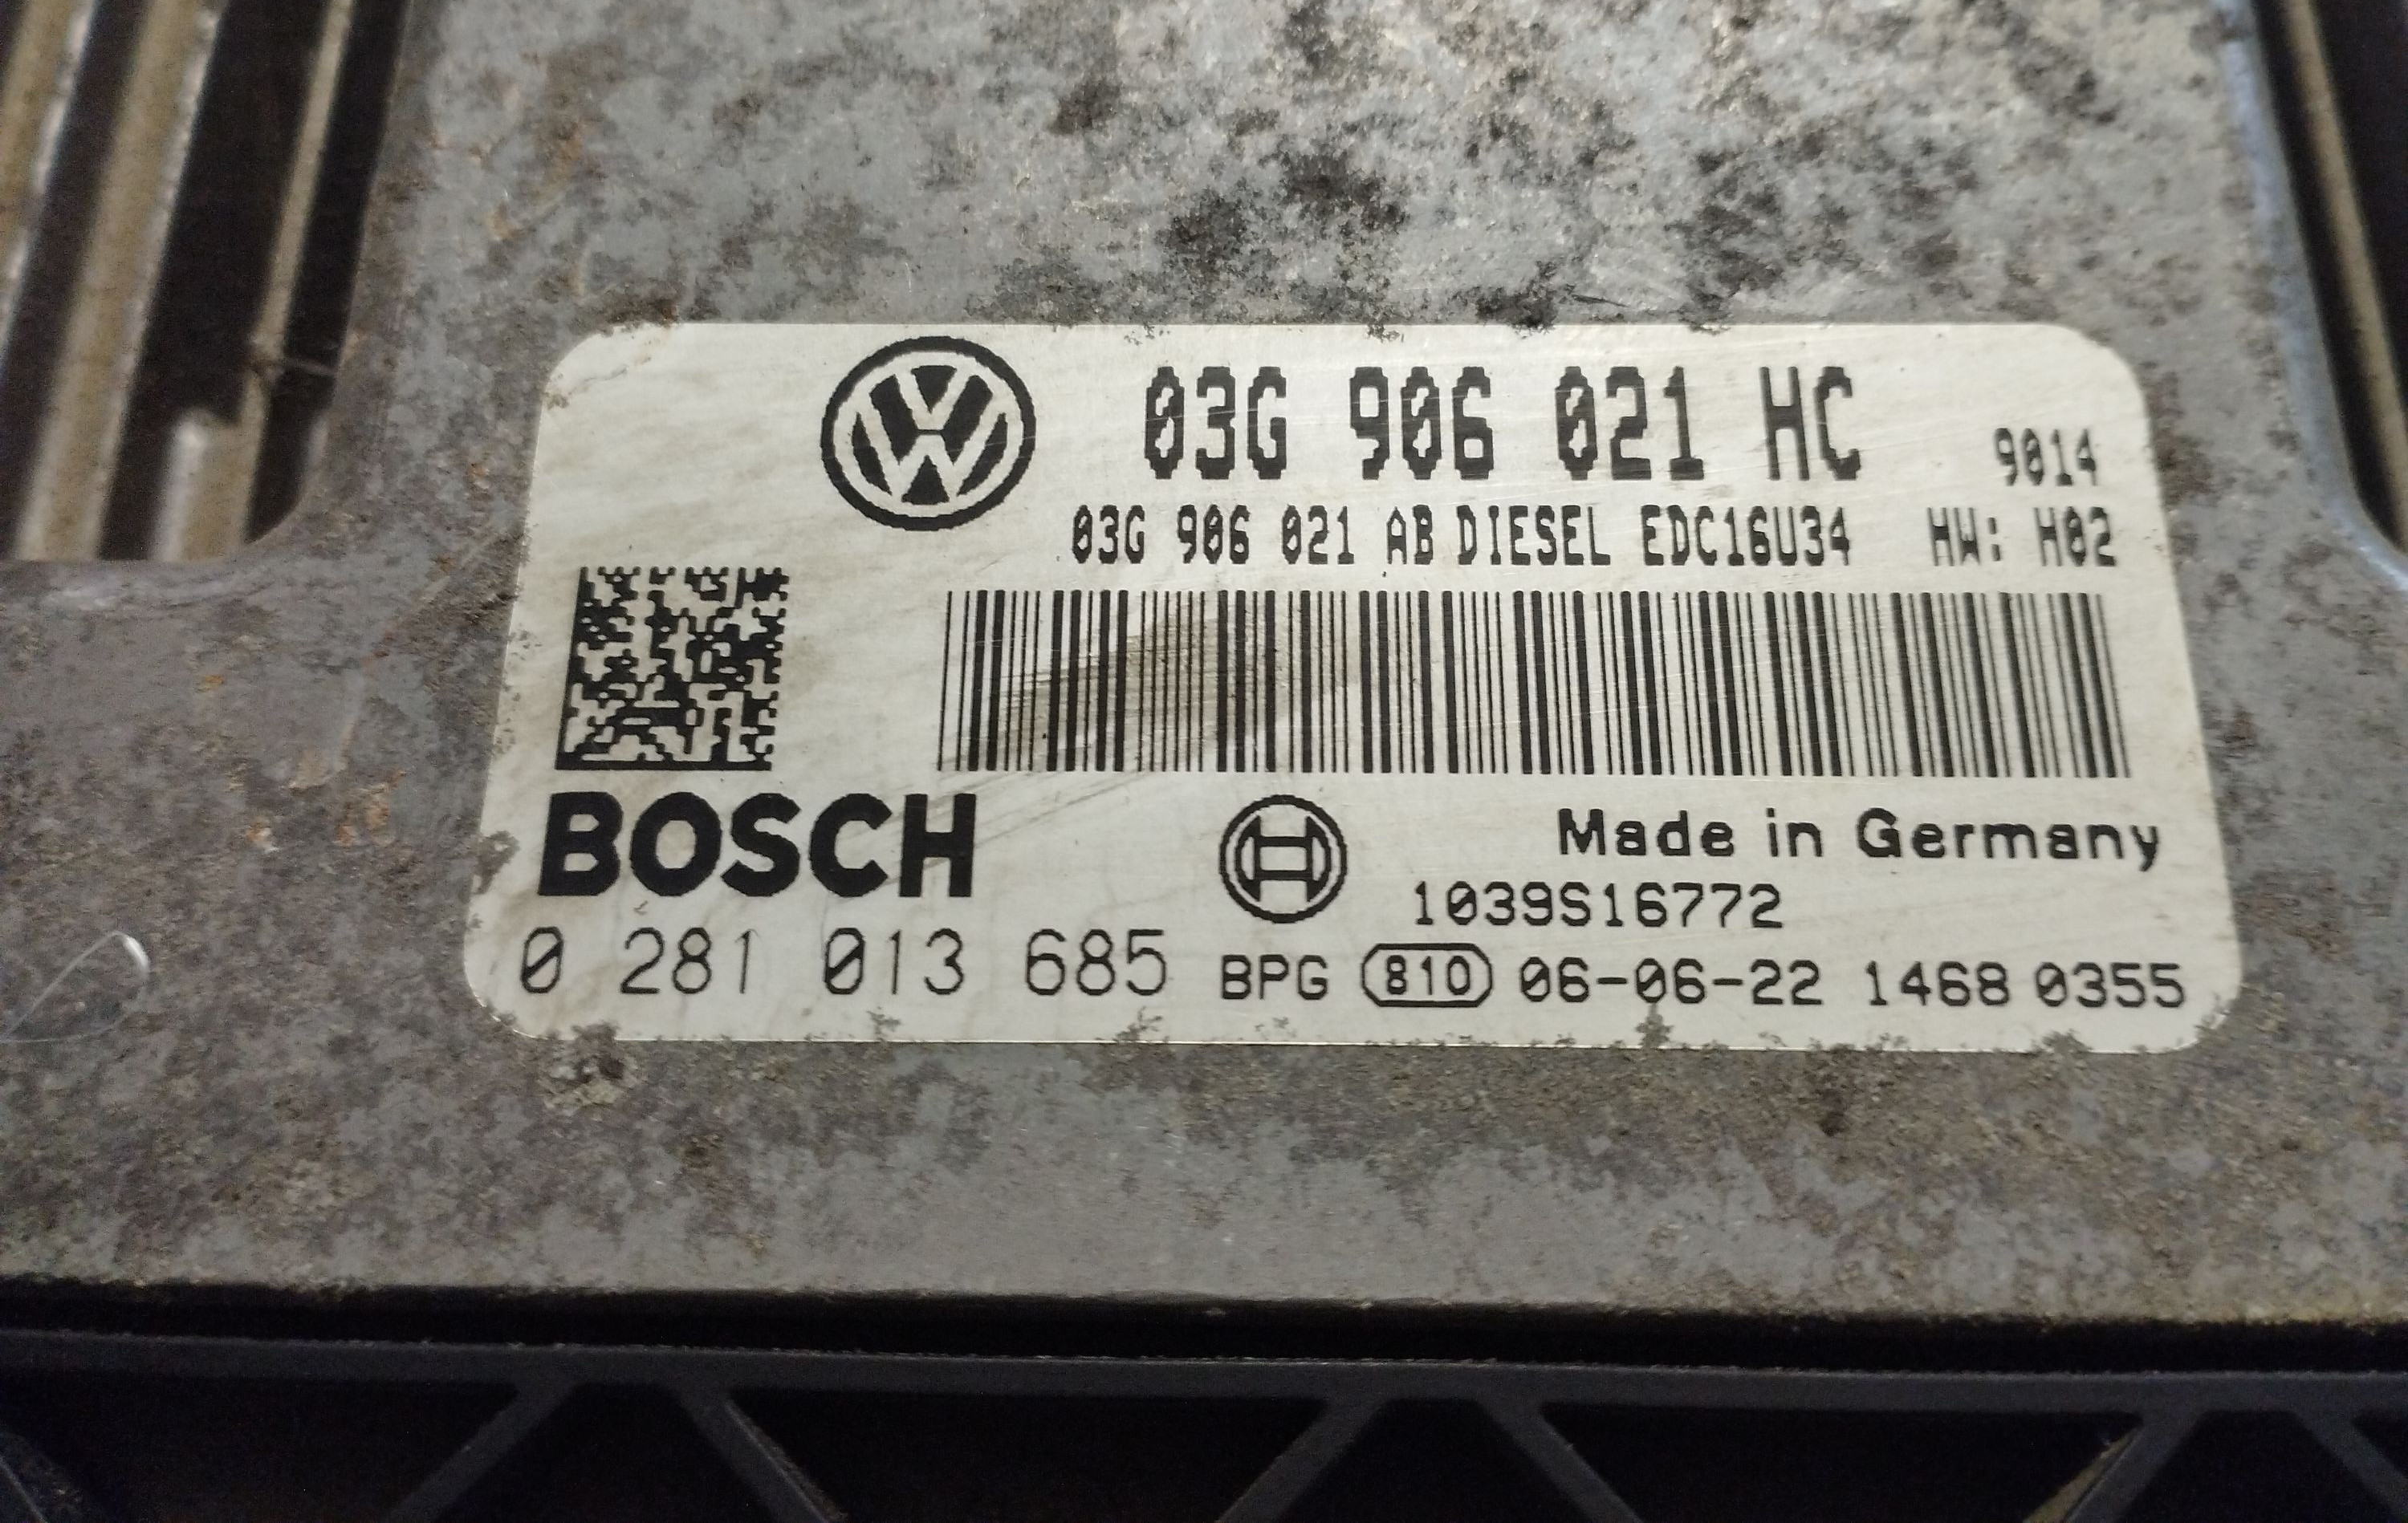 03G 906 021 HC 9014
03G 906 021 AB DIESEL EDC16U34 HW: H02
BOSCH
Made in Germany
1039S16772
0 281 013 685 BPG 810 06-06-22 1468 0355